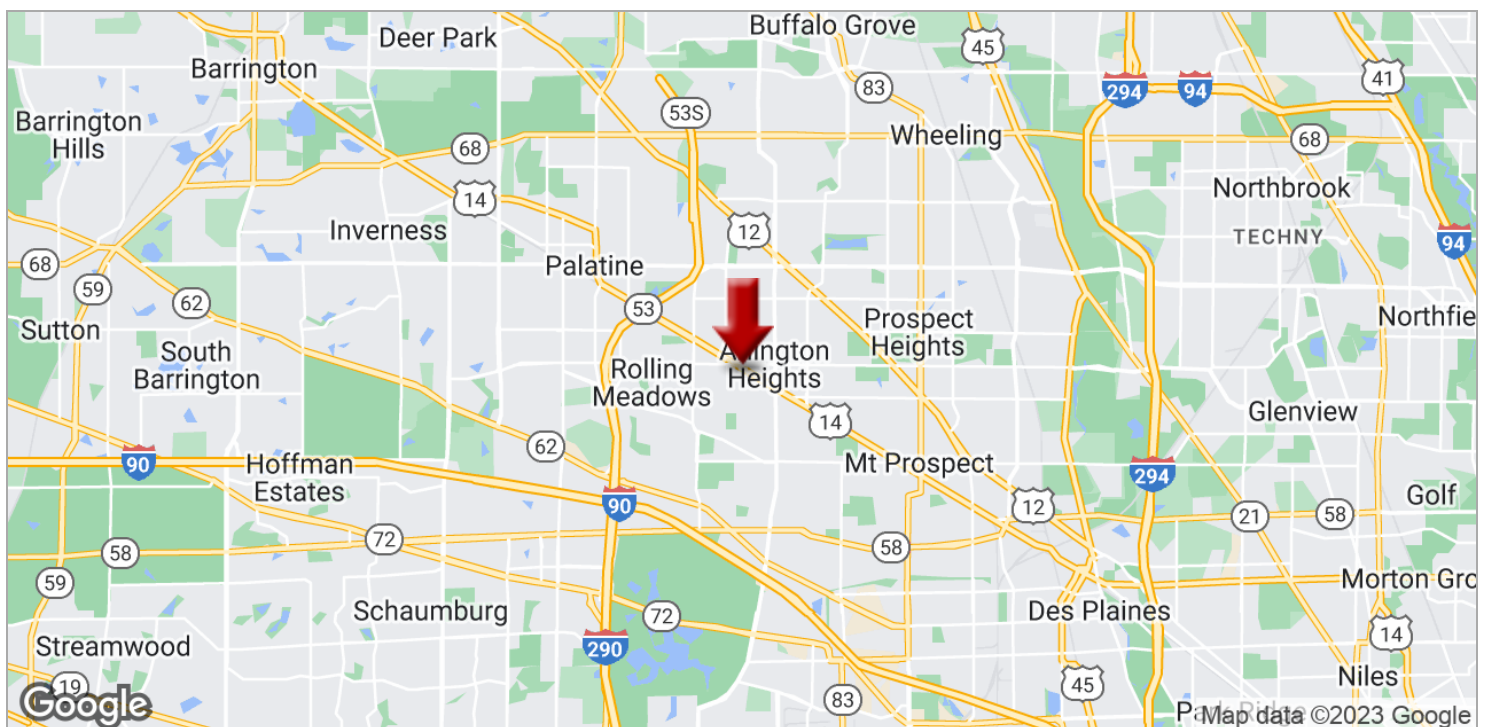 Buffalo Grove
Deer Park
45
Barrington
41
83
294
94
53S
Barrington
Hills
Wheeling
68
68
Northbrook
14
Inverness
12
TECHNY
94
68
Palatine
59
62
53
Sutton
Northfie
Prospect
Heights
South
Barrington
Rolling
Meadows
Heights
Glenview
14
62
90
Hoffman
Estates
Mt Prospect
294
90
12
Golf
21
58
72
58
58
59
Morton Gro
Schaumburg
72
Des Plaines
14
290
Streamwood
Niles
45
19
83
Google
Map data ©2023 Google